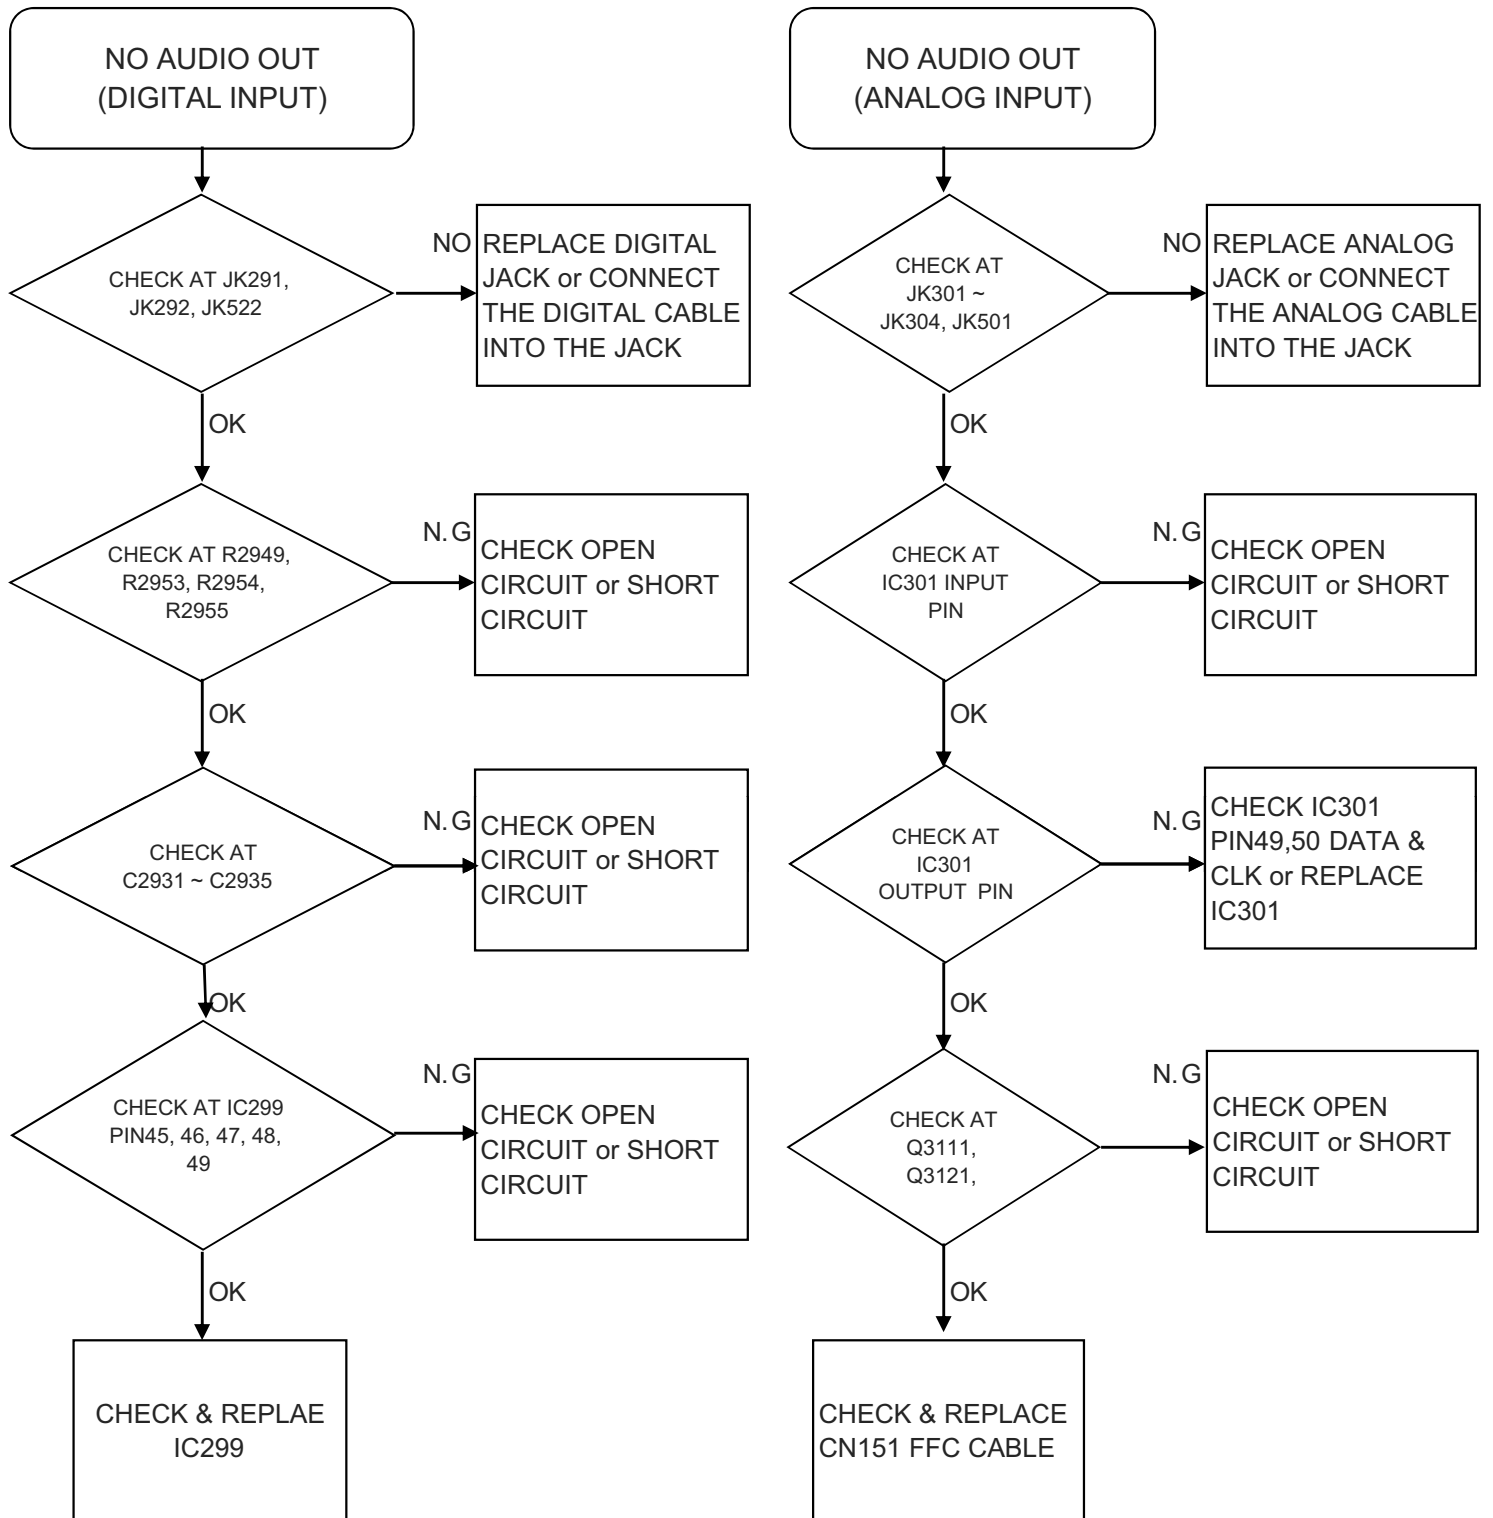 NO AUDIO OUT
(DIGITAL INPUT)
CHECK AT JK291,
JK292, JK522
NO
REPLACE DIGITAL
JACK or CONNECT
THE DIGITAL CABLE
INTO THE JACK
OK
CHECK AT R2949,
R2953, R2954,
R2955
N.G
CHECK OPEN
CIRCUIT or SHORT
CIRCUIT
OK
CHECK AT
C2931 ~ C2935
N.G
CHECK OPEN
CIRCUIT or SHORT
CIRCUIT
OK
CHECK AT IC299
PIN45, 46, 47, 48,
49
N.G
CHECK OPEN
CIRCUIT or SHORT
CIRCUIT
OK
CHECK & REPLAE
IC299
NO AUDIO OUT
(ANALOG INPUT)
CHECK AT
JK301 ~
JK304, JK501
NO
REPLACE ANALOG
JACK or CONNECT
THE ANALOG CABLE
INTO THE JACK
OK
CHECK AT
IC301 INPUT
PIN
N.G
CHECK OPEN
CIRCUIT or SHORT
CIRCUIT
OK
CHECK AT
IC301
OUTPUT PIN
N.G
CHECK IC301
PIN49,50 DATA &
CLK or REPLACE
IC301
OK
CHECK AT
Q3111,
Q3121,
N.G
CHECK OPEN
CIRCUIT or SHORT
CIRCUIT
OK
CHECK & REPLACE
CN151 FFC CABLE